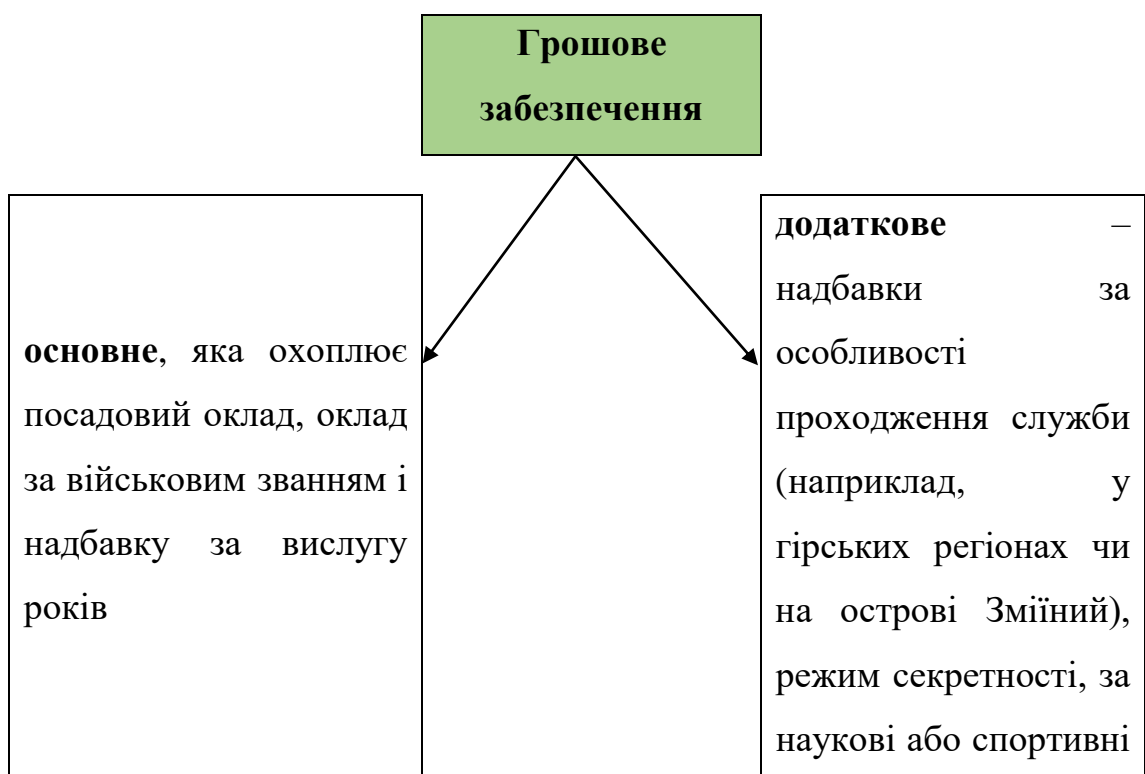 Грошове
забезпечення
основне, яка охоплює
посадовий оклад, оклад
за військовим званням і
надбавку за вислугу
років
додаткове –
надбавки за
особливості
проходження служби
(наприклад, у
гірських регіонах чи
на острові Зміїний),
режим секретності, за
наукові або спортивні